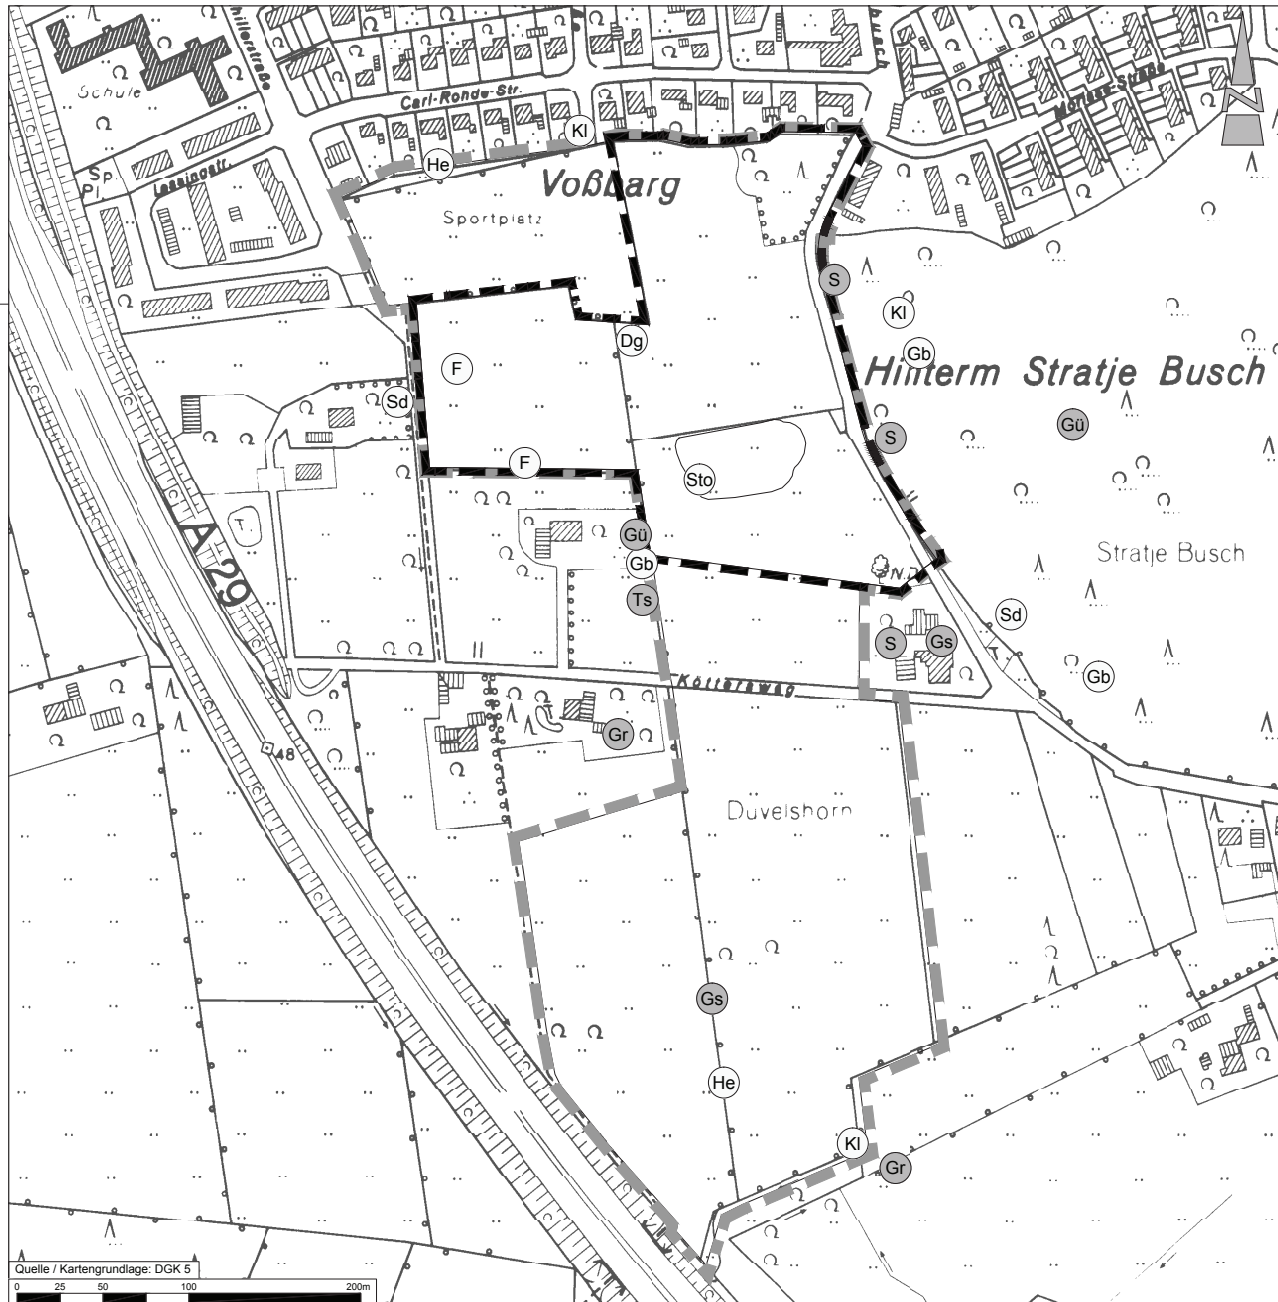 Schule
Carl-Ronde-Str.
Sp.
Pl.
Lessingstr.
Kl
He
Voßbarg
Sportplatz
S
Kl
Dg
Gb
F
Hinterm Stratje Busch
Sd
Gü
S
F
Sto
T.
A 29
Gü
Stratje Busch
Gb
N.D.
Ts
Sd
S
Gs
T.
Gb
Köttersweg
Gr
48
Düvelshorn
Gs
He
Kl
Gr
Quelle / Kartengrundlage: DGK 5
0 25 50 100 200m